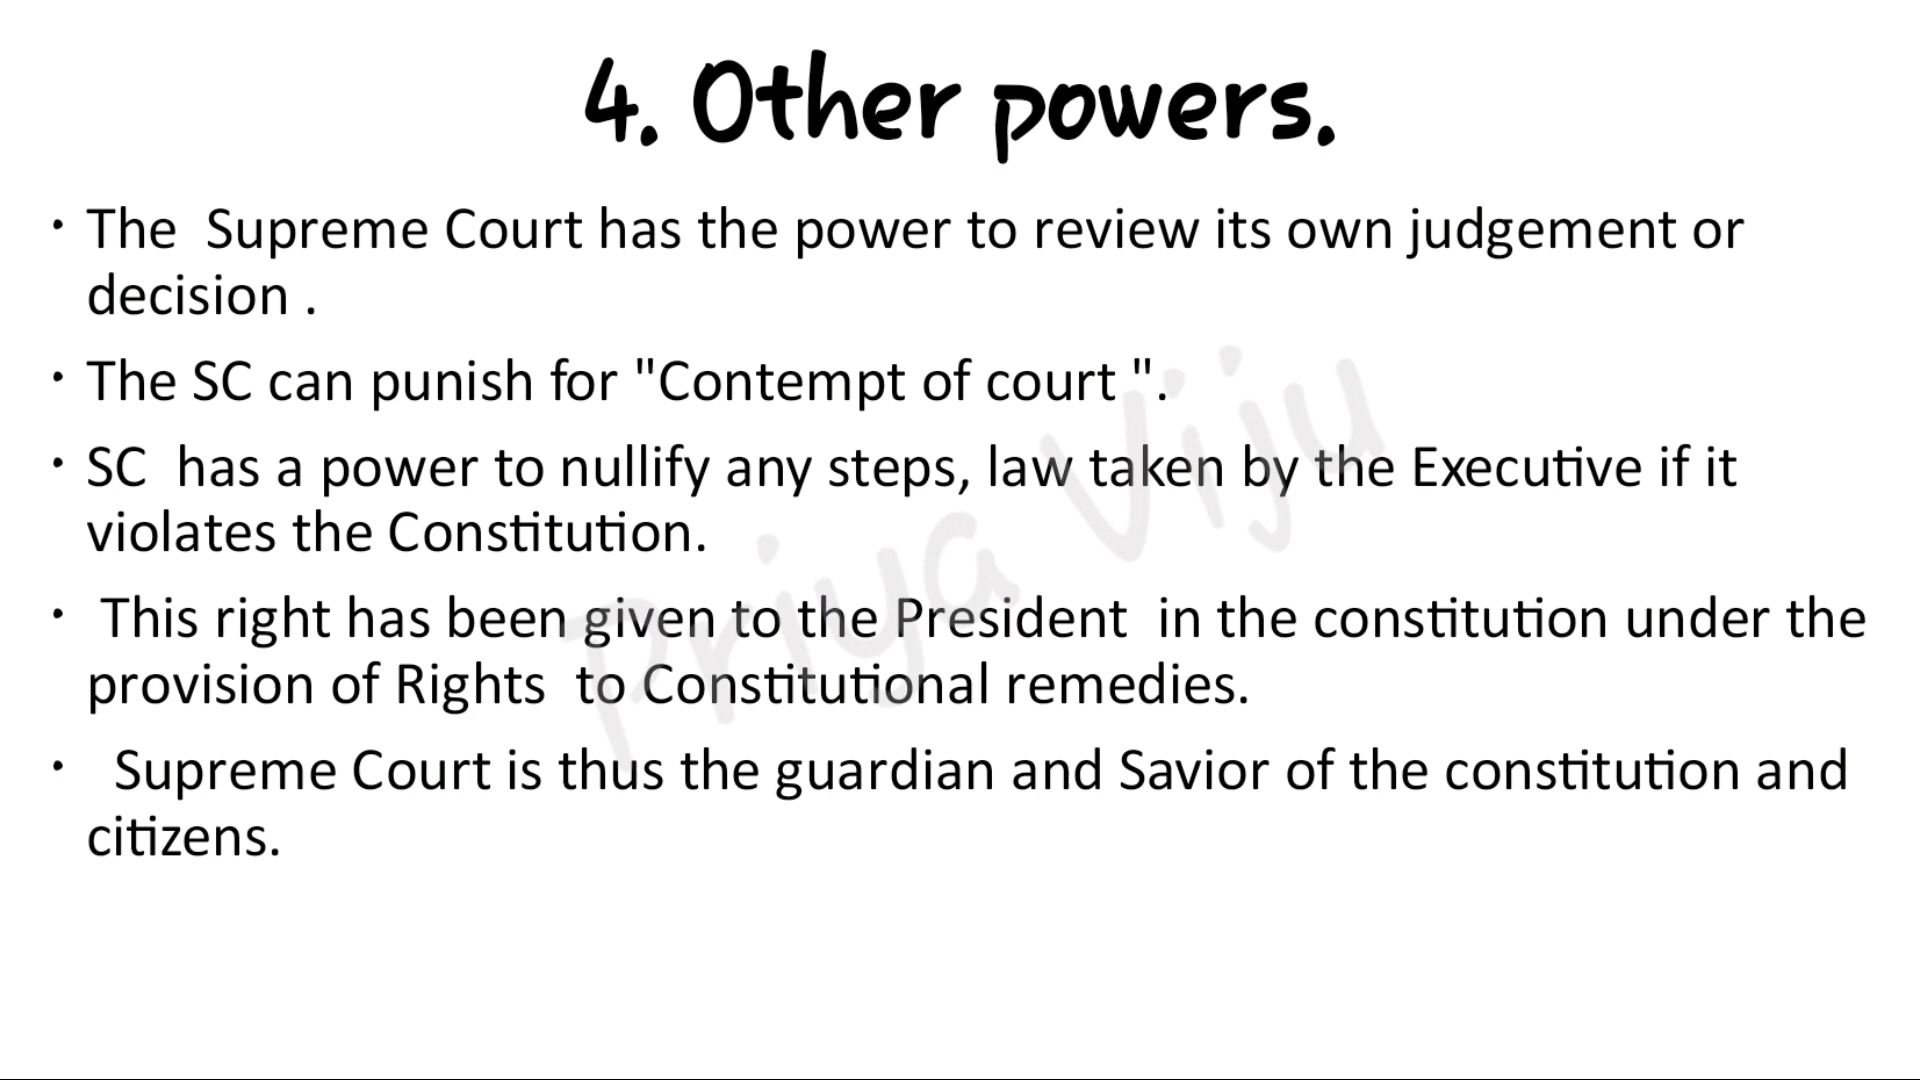 4. Other powers.
• The  Supreme Court has the power to review its own judgement or
decision .
• The SC can punish for "Contempt of court ".
• SC  has a power to nullify any steps, law taken by the Executive if it
violates the Constitution.
•  This right has been given to the President  in the constitution under the
provision of Rights  to Constitutional remedies.
•   Supreme Court is thus the guardian and Savior of the constitution and
citizens.
Priya Viju